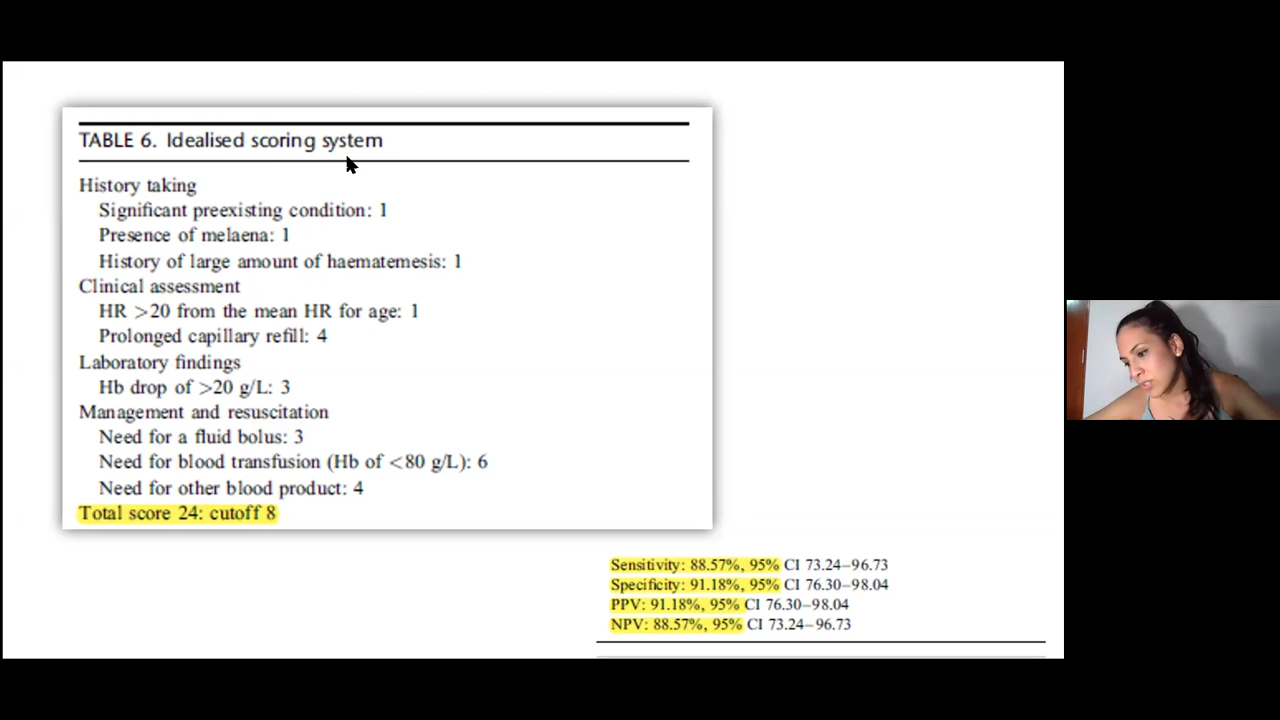 TABLE 6. Idealised scoring system
History taking
Significant preexisting condition: 1
Presence of melaena: 1
History of large amount of haematemesis: 1
Clinical assessment
HR >20 from the mean HR for age: 1
Prolonged capillary refill: 4
Laboratory findings
Hb drop of >20 g/L: 3
Management and resuscitation
Need for a fluid bolus: 3
Need for blood transfusion (Hb of <80 g/L): 6
Need for other blood product: 4
Total score 24: cutoff 8
Sensitivity: 88.57%, 95% CI 73.24–96.73
Specificity: 91.18%, 95% CI 76.30–98.04
PPV: 91.18%, 95% CI 76.30–98.04
NPV: 88.57%, 95% CI 73.24–96.73